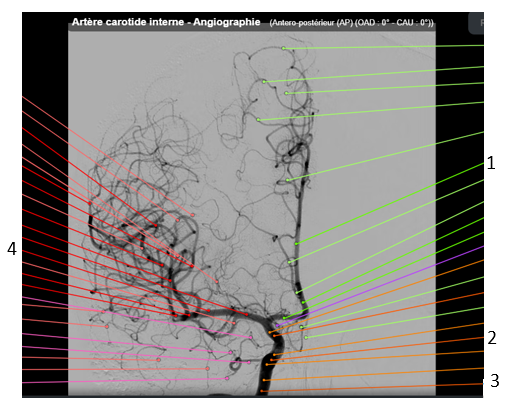 Artère carotide interne - Angiographie (Antero-postérieur (AP) (OAD : 0° - CAU : 0°))
1
4
2
3